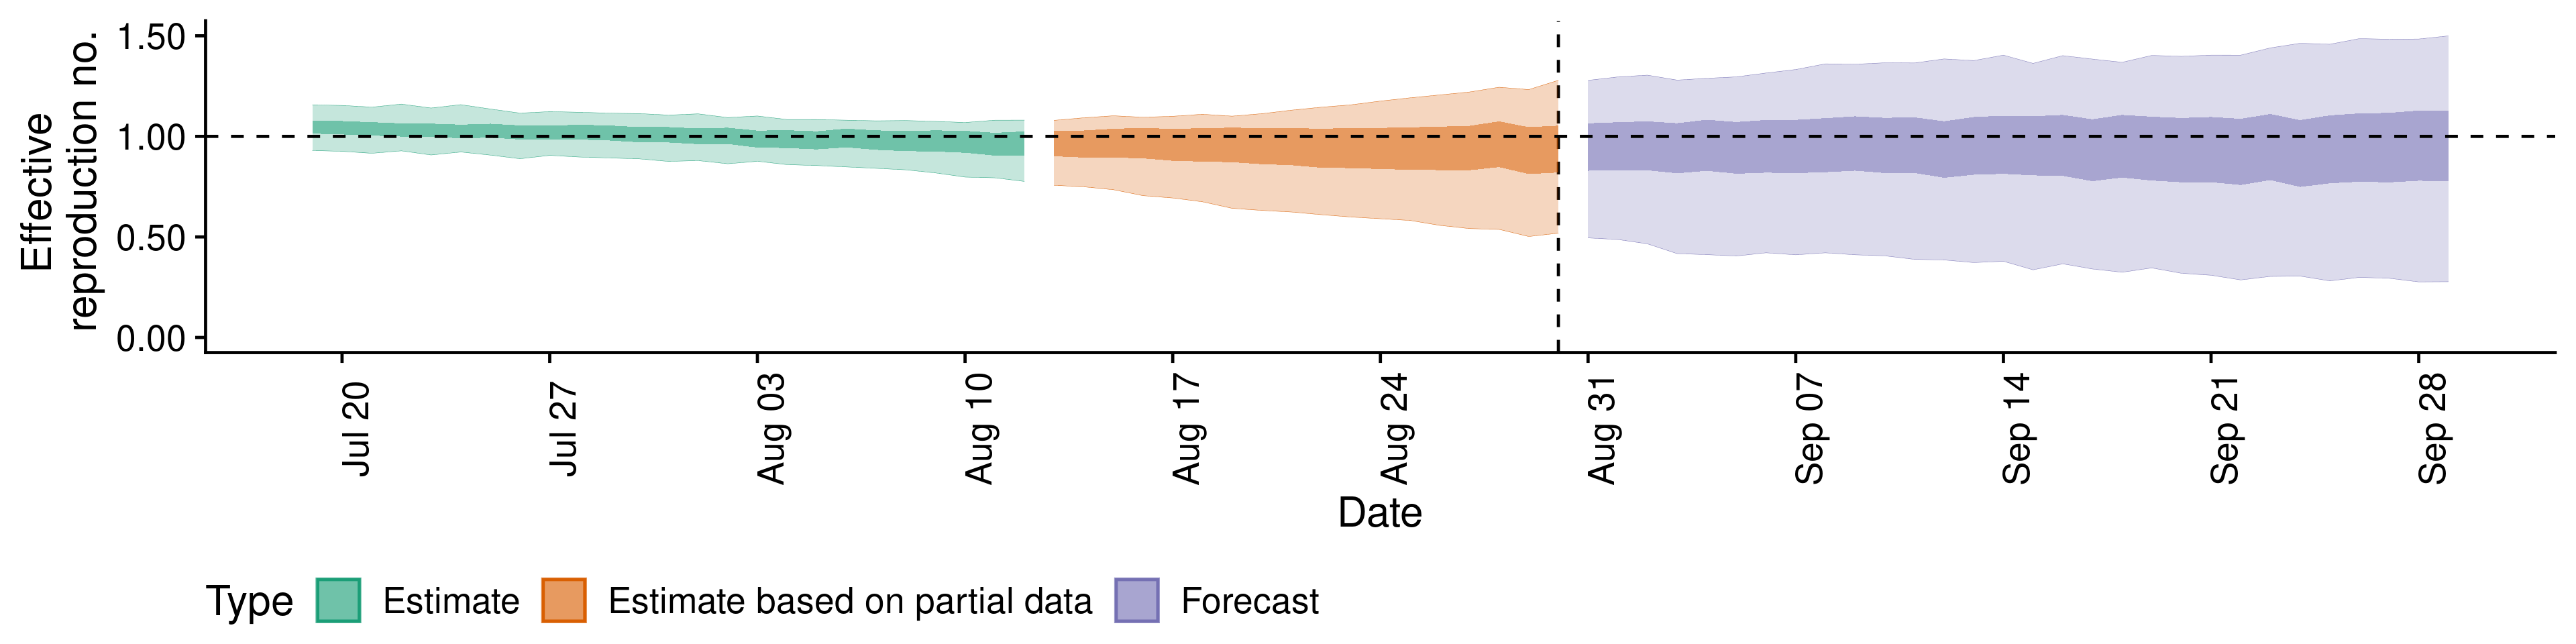 Effective
reproduction no.
1.50
1.00
0.50
0.00
Jul 20
Jul 27
Aug 03
Aug 10
Aug 17
Aug 24
Aug 31
Sep 07
Sep 14
Sep 21
Sep 28
Date
Type Estimate Estimate based on partial data Forecast